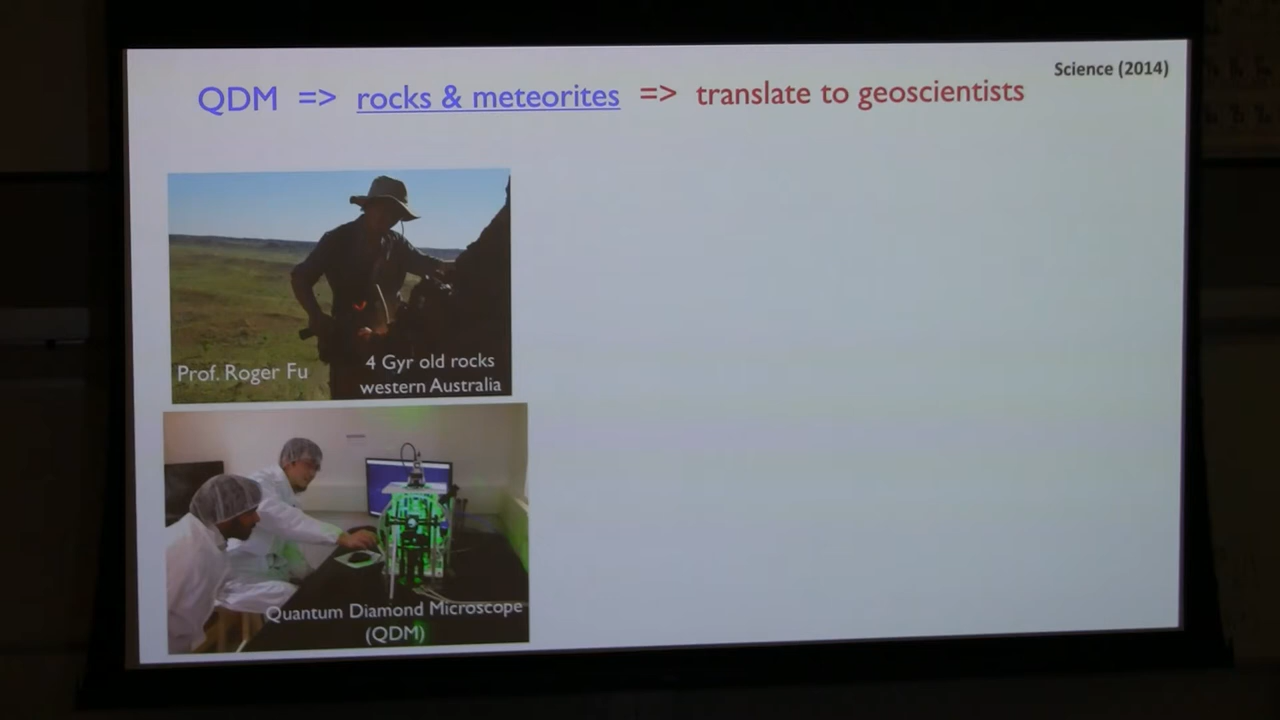 Science (2014)
QDM => rocks & meteorites => translate to geoscientists
Prof. Roger Fu
4 Gyr old rocks
western Australia
Quantum Diamond Microscope
(QDM)